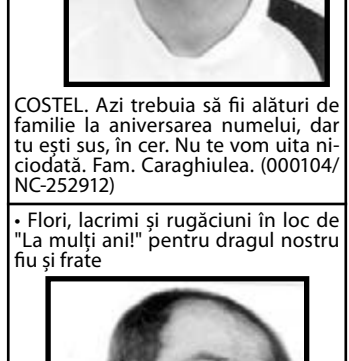 COSTEL. Azi trebuia să fii alături de
familie la aniversarea numelui, dar
tu ești sus, în cer. Nu te vom uita ni-
ciodată. Fam. Caraghiulea. (000104/
NC-252912)
• Flori, lacrimi și rugăciuni în loc de
"La mulți ani!" pentru dragul nostru
fiu și frate